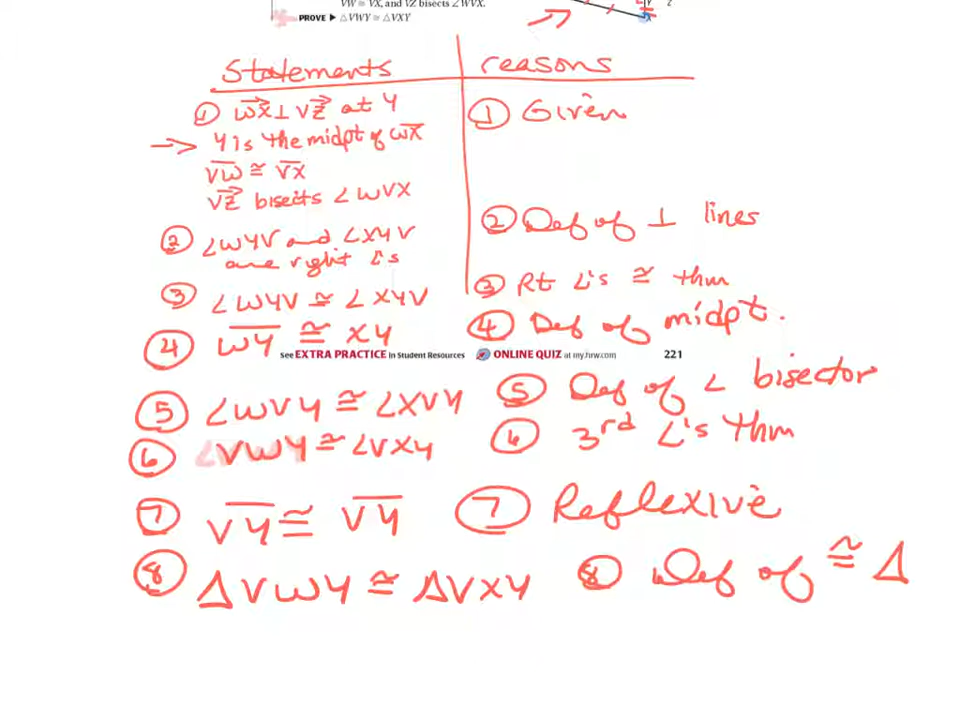 VW ≅ VX, and VZ bisects ∠WVX.
PROVE ▶ △VWY ≅ △VXY
Statements
reasons
① WX ⊥ VZ at Y
① Given
→ Y is the midpt of WX
VW ≅ VX
VZ bisects ∠WVX
② Def of ⊥ lines
② ∠WYV and ∠XYV
are right ∠'s
③ Rt ∠'s ≅ thm
③ ∠WYV ≅ ∠XYV
④ Def of midpt.
④ WY ≅ XY
see EXTRA PRACTICE in Student Resources
ONLINE QUIZ at my.hrw.com
221
⑤ Def of ∠ bisector
⑤ ∠WVY ≅ ∠XVY
⑥ 3rd ∠'s thm
⑥ ∠VWY ≅ ∠VXY
⑦ VY ≅ VY
⑦ Reflexive
⑧ △VWY ≅ △VXY
⑧ Def of ≅ △